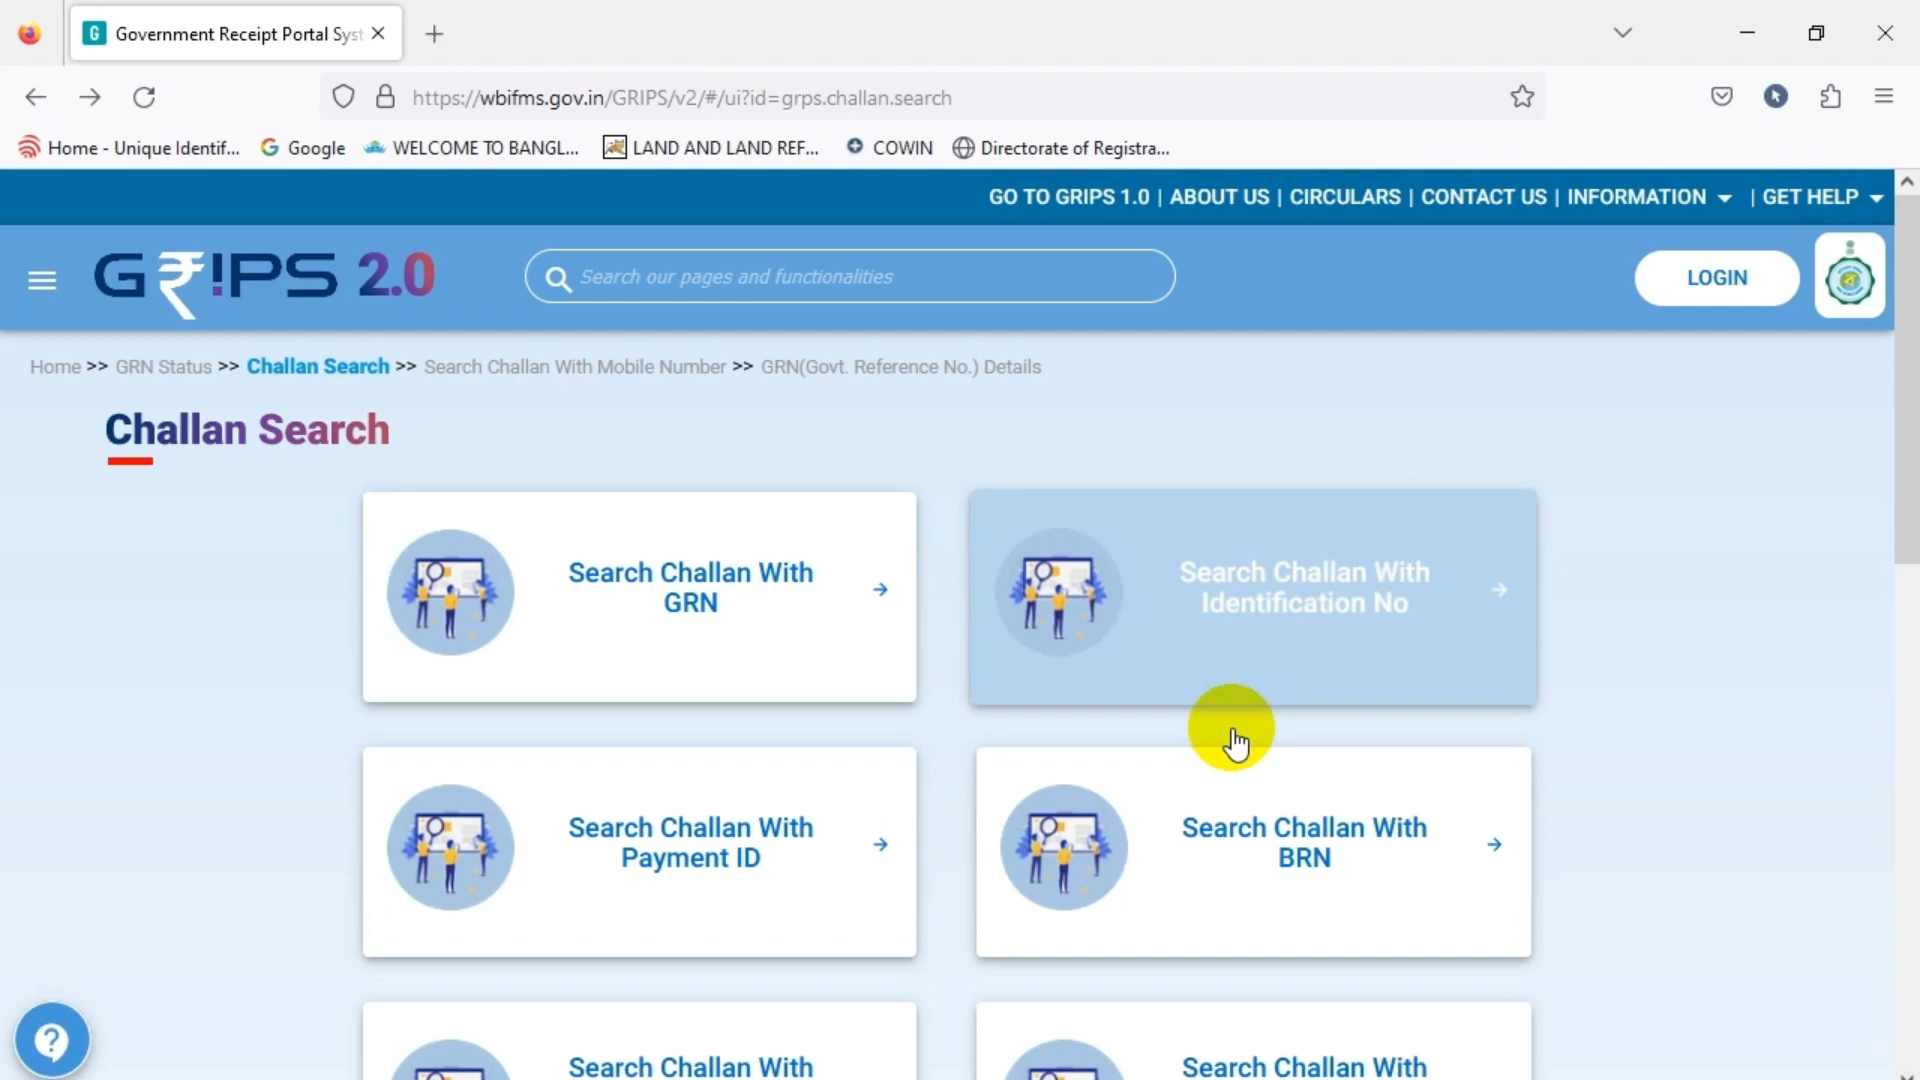 G Government Receipt Portal Syst
https://wbifms.gov.in/GRIPS/v2/#/ui?id=grps.challan.search
Home - Unique Identif... Google WELCOME TO BANGL... LAND AND LAND REF... COWIN Directorate of Registra...
GO TO GRIPS 1.0 | ABOUT US | CIRCULARS | CONTACT US | INFORMATION | GET HELP
G₹!PS 2.0 Search our pages and functionalities LOGIN
Home >> GRN Status >> Challan Search >> Search Challan With Mobile Number >> GRN(Govt. Reference No.) Details
Challan Search
Search Challan With
GRN
Search Challan With
Identification No
Search Challan With
Payment ID
Search Challan With
BRN
Search Challan With
Search Challan With